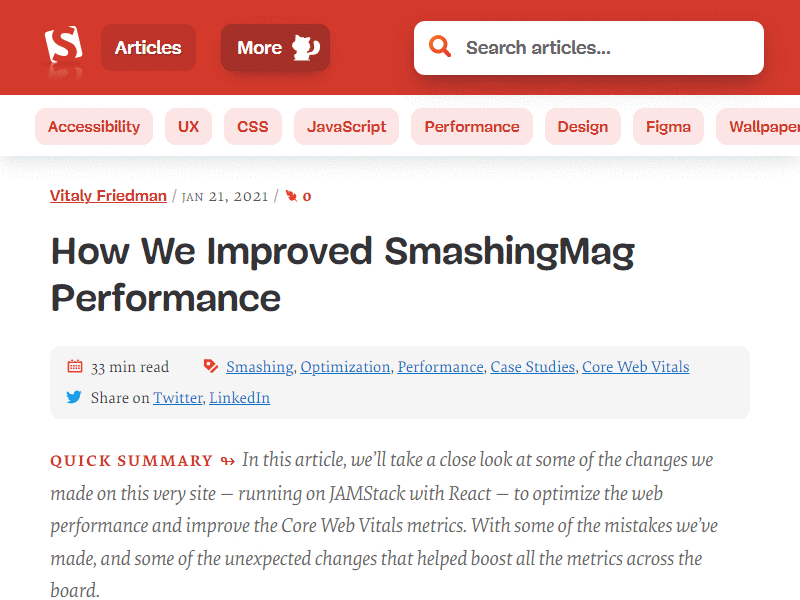 Articles More Search articles...
Accessibility UX CSS JavaScript Performance Design Figma Wallpaper
Vitaly Friedman / JAN 21, 2021 / 0
How We Improved SmashingMag
Performance
33 min read Smashing, Optimization, Performance, Case Studies, Core Web Vitals
Share on Twitter, LinkedIn
QUICK SUMMARY ↬ In this article, we’ll take a close look at some of the changes we
made on this very site — running on JAMStack with React — to optimize the web
performance and improve the Core Web Vitals metrics. With some of the mistakes we’ve
made, and some of the unexpected changes that helped boost all the metrics across the
board.